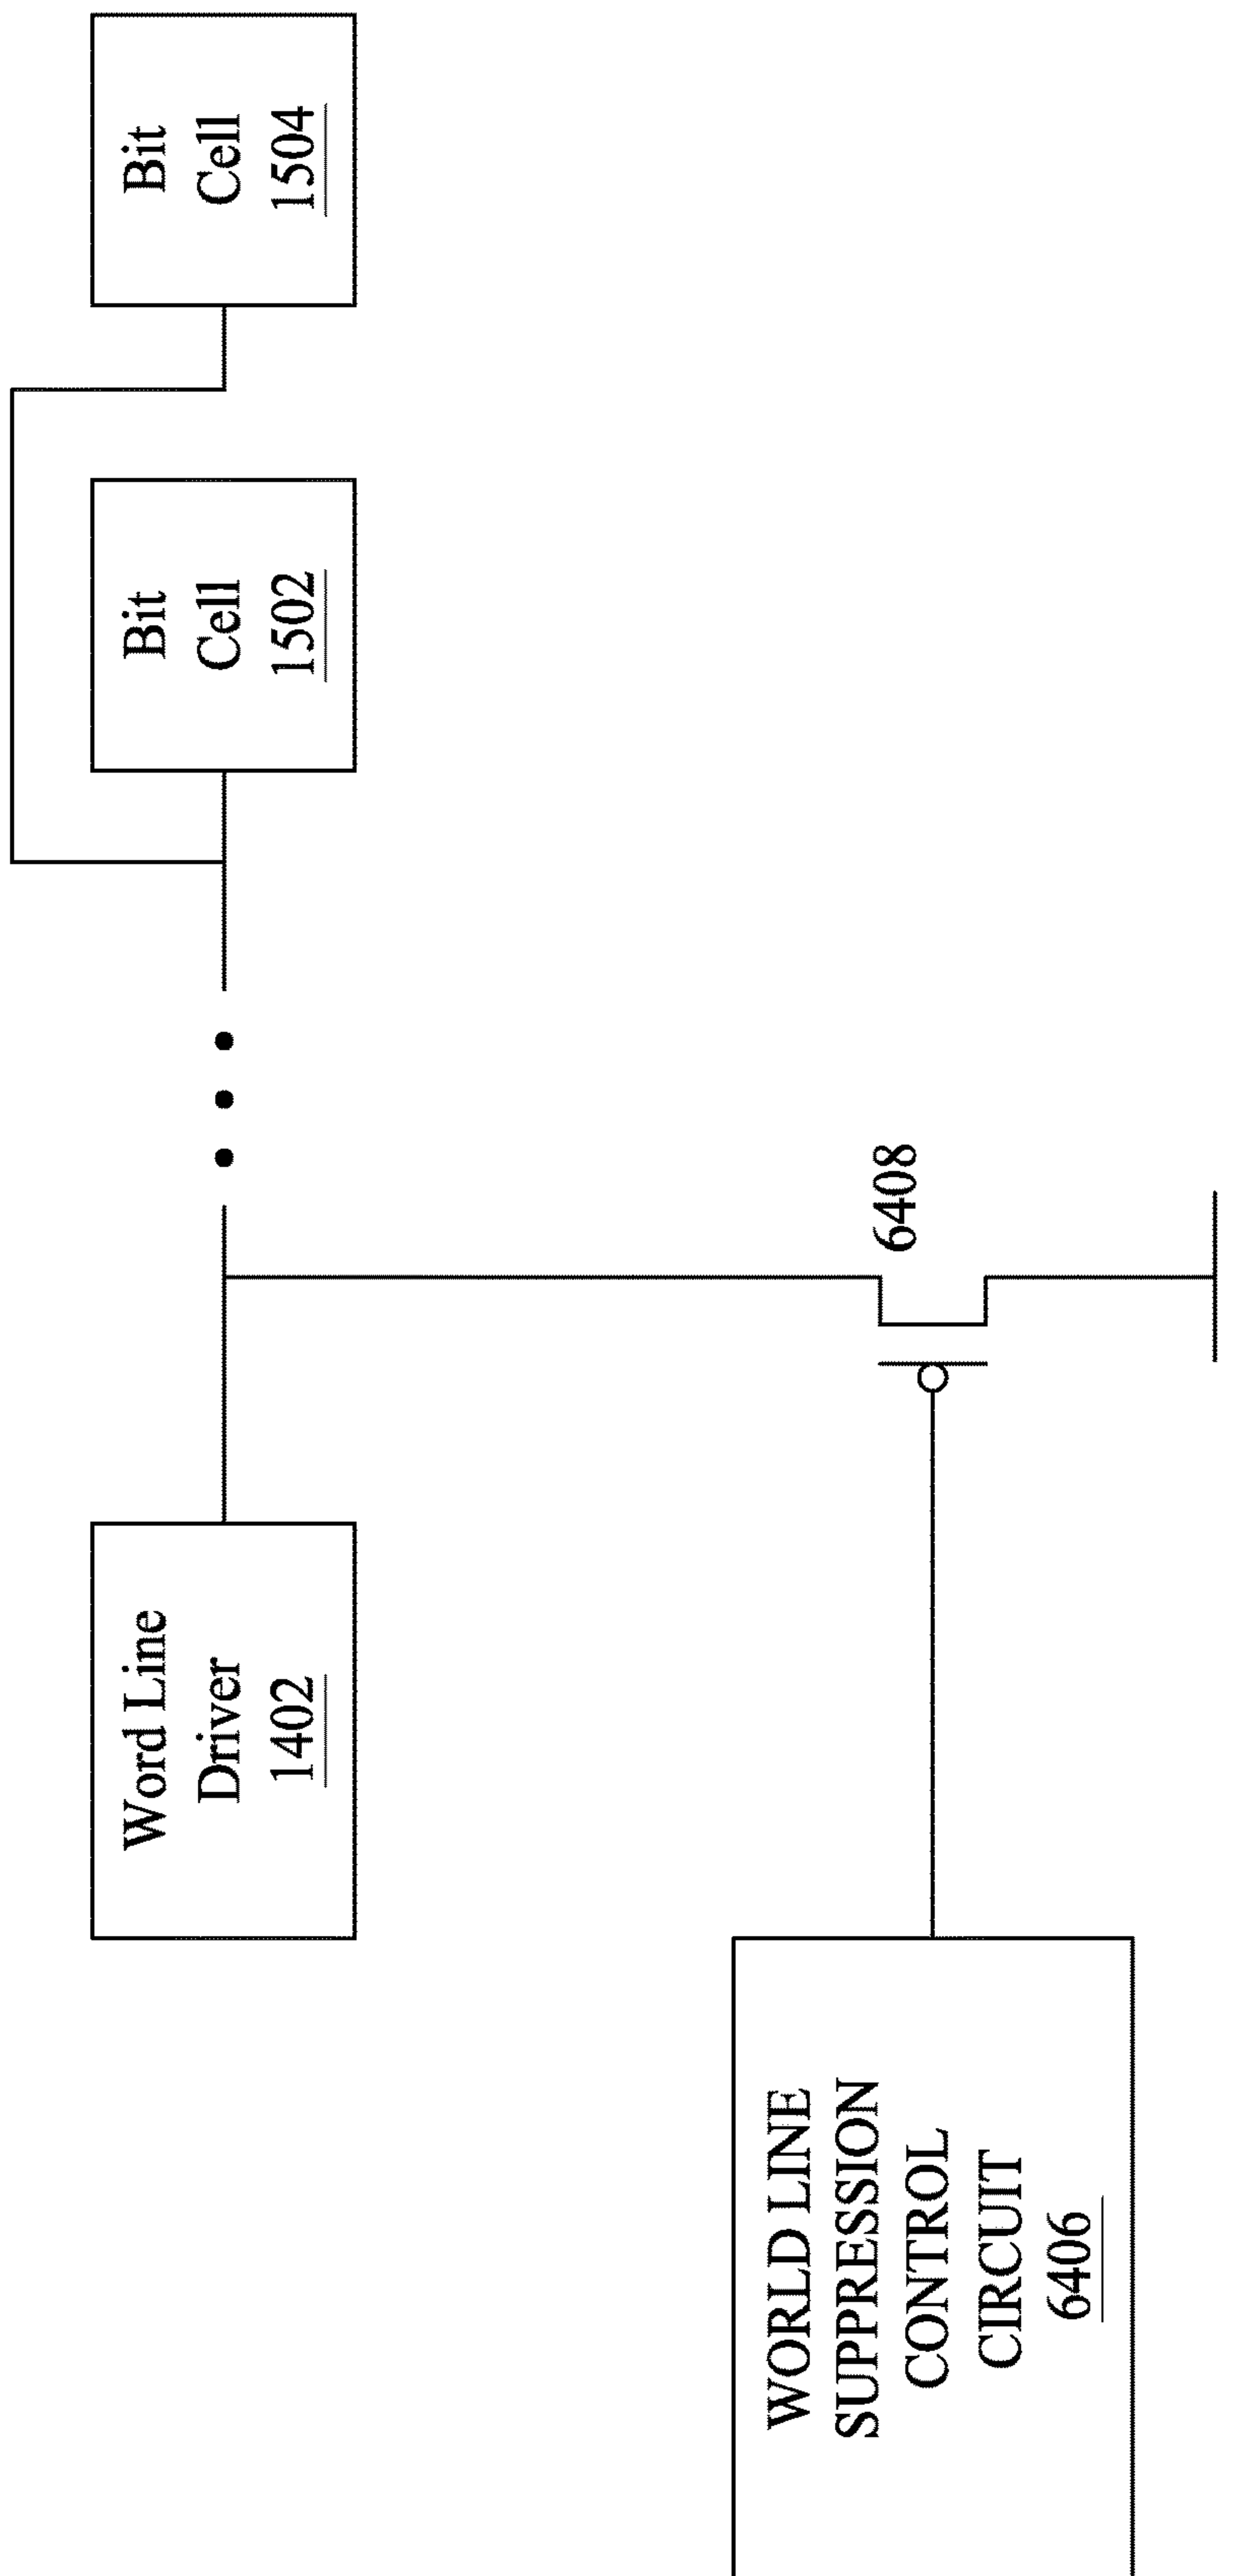 Word Line
Driver
1402
Bit
Cell
1502
Bit
Cell
1504
6408
WORLD LINE
SUPPRESSION
CONTROL
CIRCUIT
6406